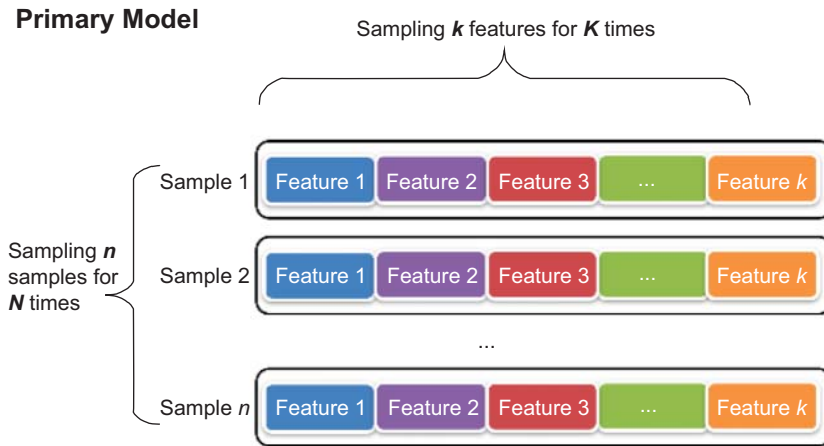 Primary Model
Sampling k features for K times
Sample 1
Feature 1 Feature 2 Feature 3 ... Feature k
Sampling n
samples for
N times
Sample 2
Feature 1 Feature 2 Feature 3 ... Feature k
...
Sample n
Feature 1 Feature 2 Feature 3 ... Feature k